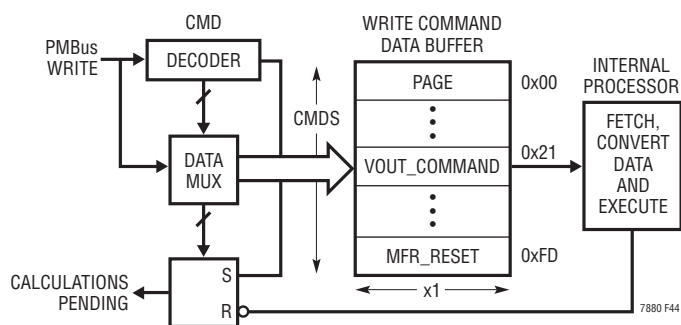 CMD
PMBus
WRITE
DECODER
DATA
MUX
CMDS
S
R
CALCULATIONS
PENDING
WRITE COMMAND
DATA BUFFER
PAGE
0x00
VOUT_COMMAND
0x21
MFR_RESET
0xFD
x1
INTERNAL
PROCESSOR
FETCH,
CONVERT
DATA
AND
EXECUTE
7880 F44